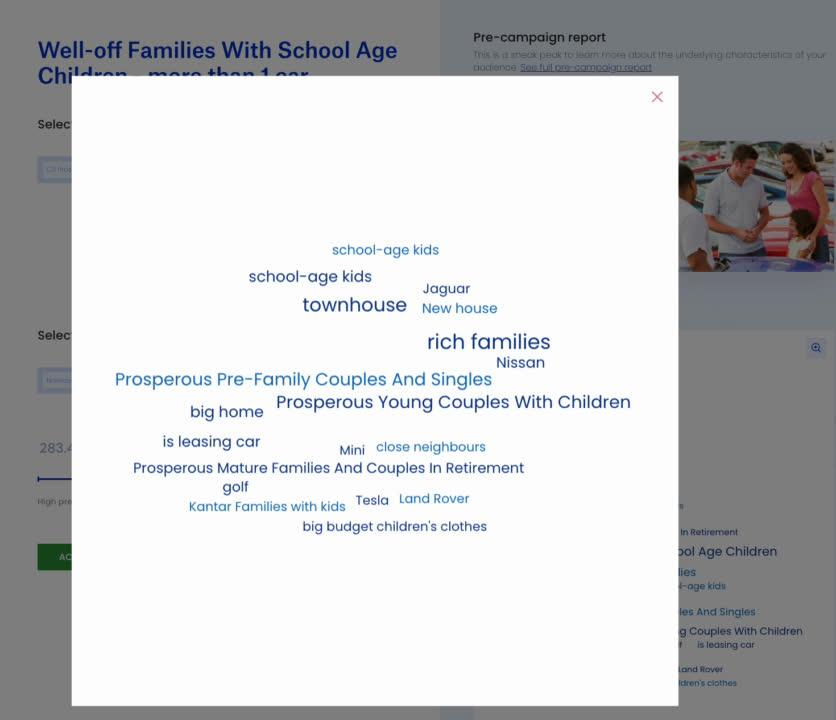 Well-off Families With School Age
Children - more than 1 car
Pre-campaign report
This is a sneak peak to learn more about the underlying characteristics of your
audience. See full pre-campaign report
Selec
school-age kids
school-age kids
Jaguar
townhouse
New house
rich families
Selec
Nissan
Prosperous Pre-Family Couples And Singles
Prosperous Young Couples With Children
big home
is leasing car
283.4
Mini
close neighbours
Prosperous Mature Families And Couples In Retirement
golf
Kantar Families with kids
Tesla
Land Rover
High pre
big budget children's clothes
In Retirement
ool Age Children
AC
lies
l-age kids
les And Singles
g Couples With Children
f
is leasing car
Land Rover
ldren's clothes